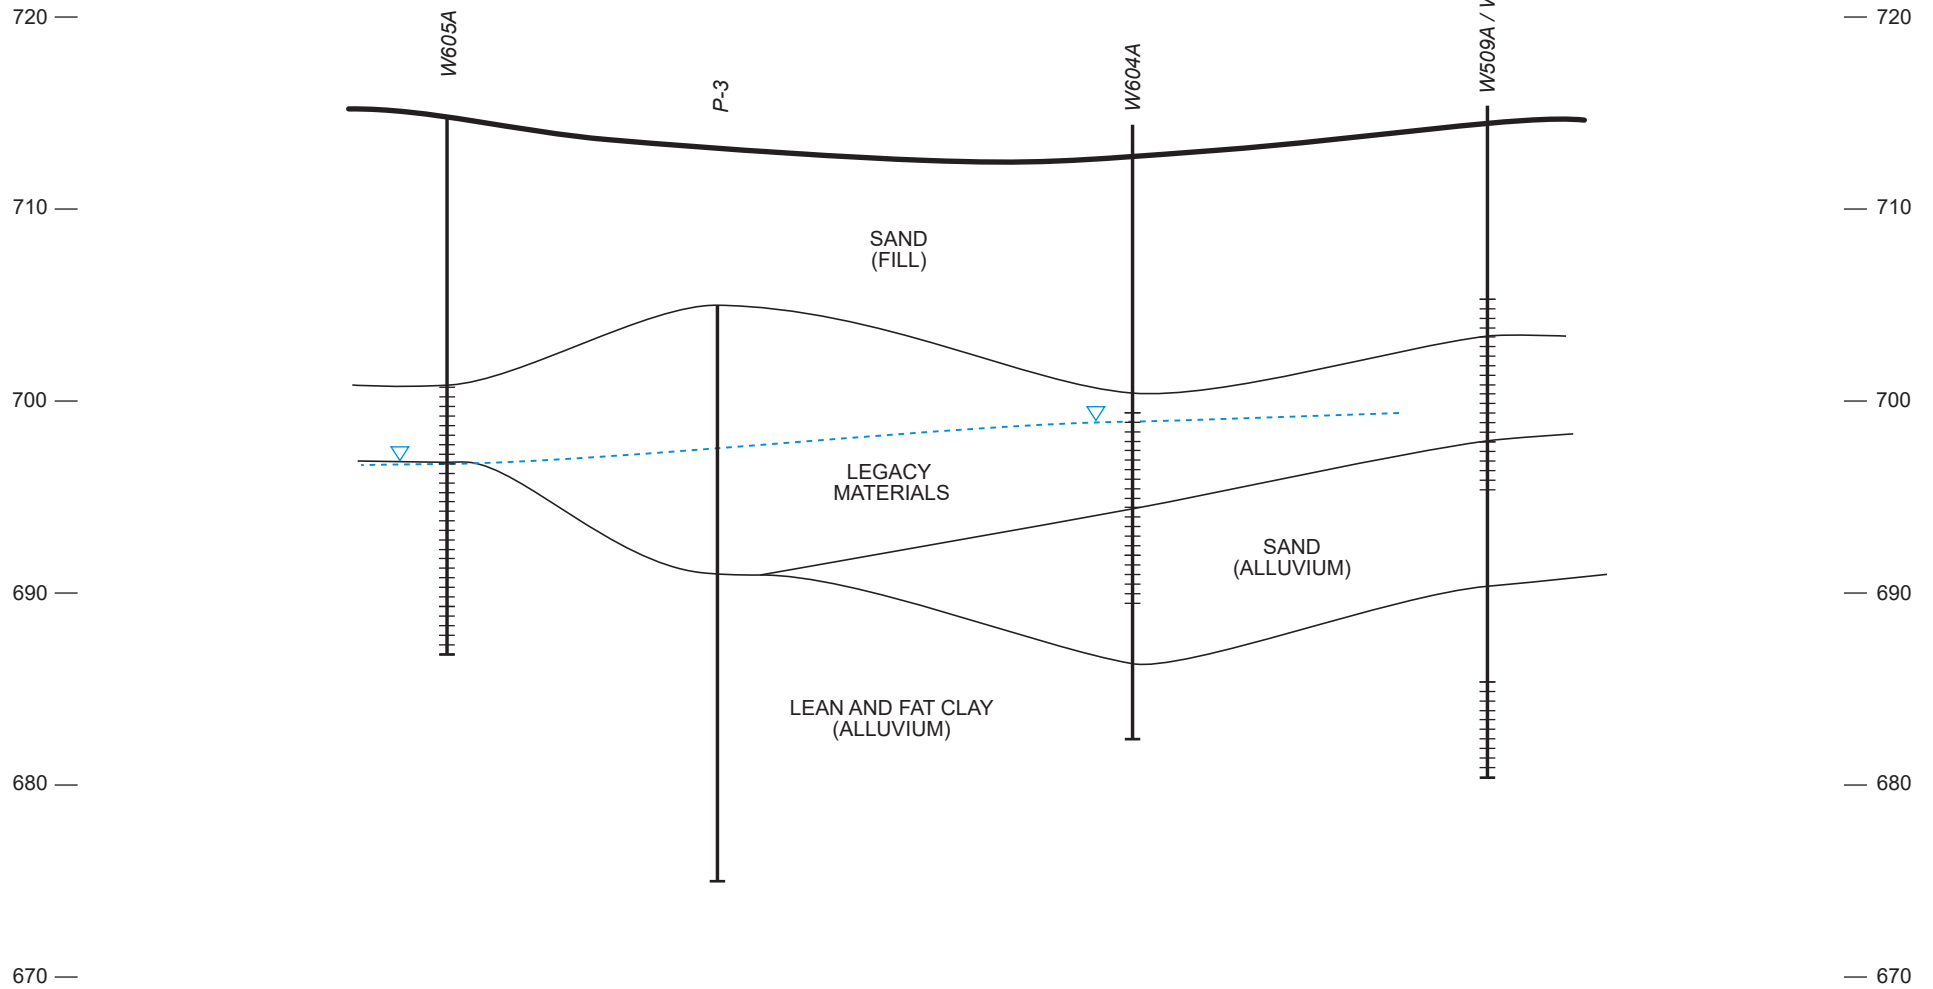 720
W605A
P-3
W604A
W509A /
720
710
SAND
(FILL)
710
700
LEGACY
MATERIALS
700
690
SAND
(ALLUVIUM)
690
LEAN AND FAT CLAY
(ALLUVIUM)
680
680
670
670